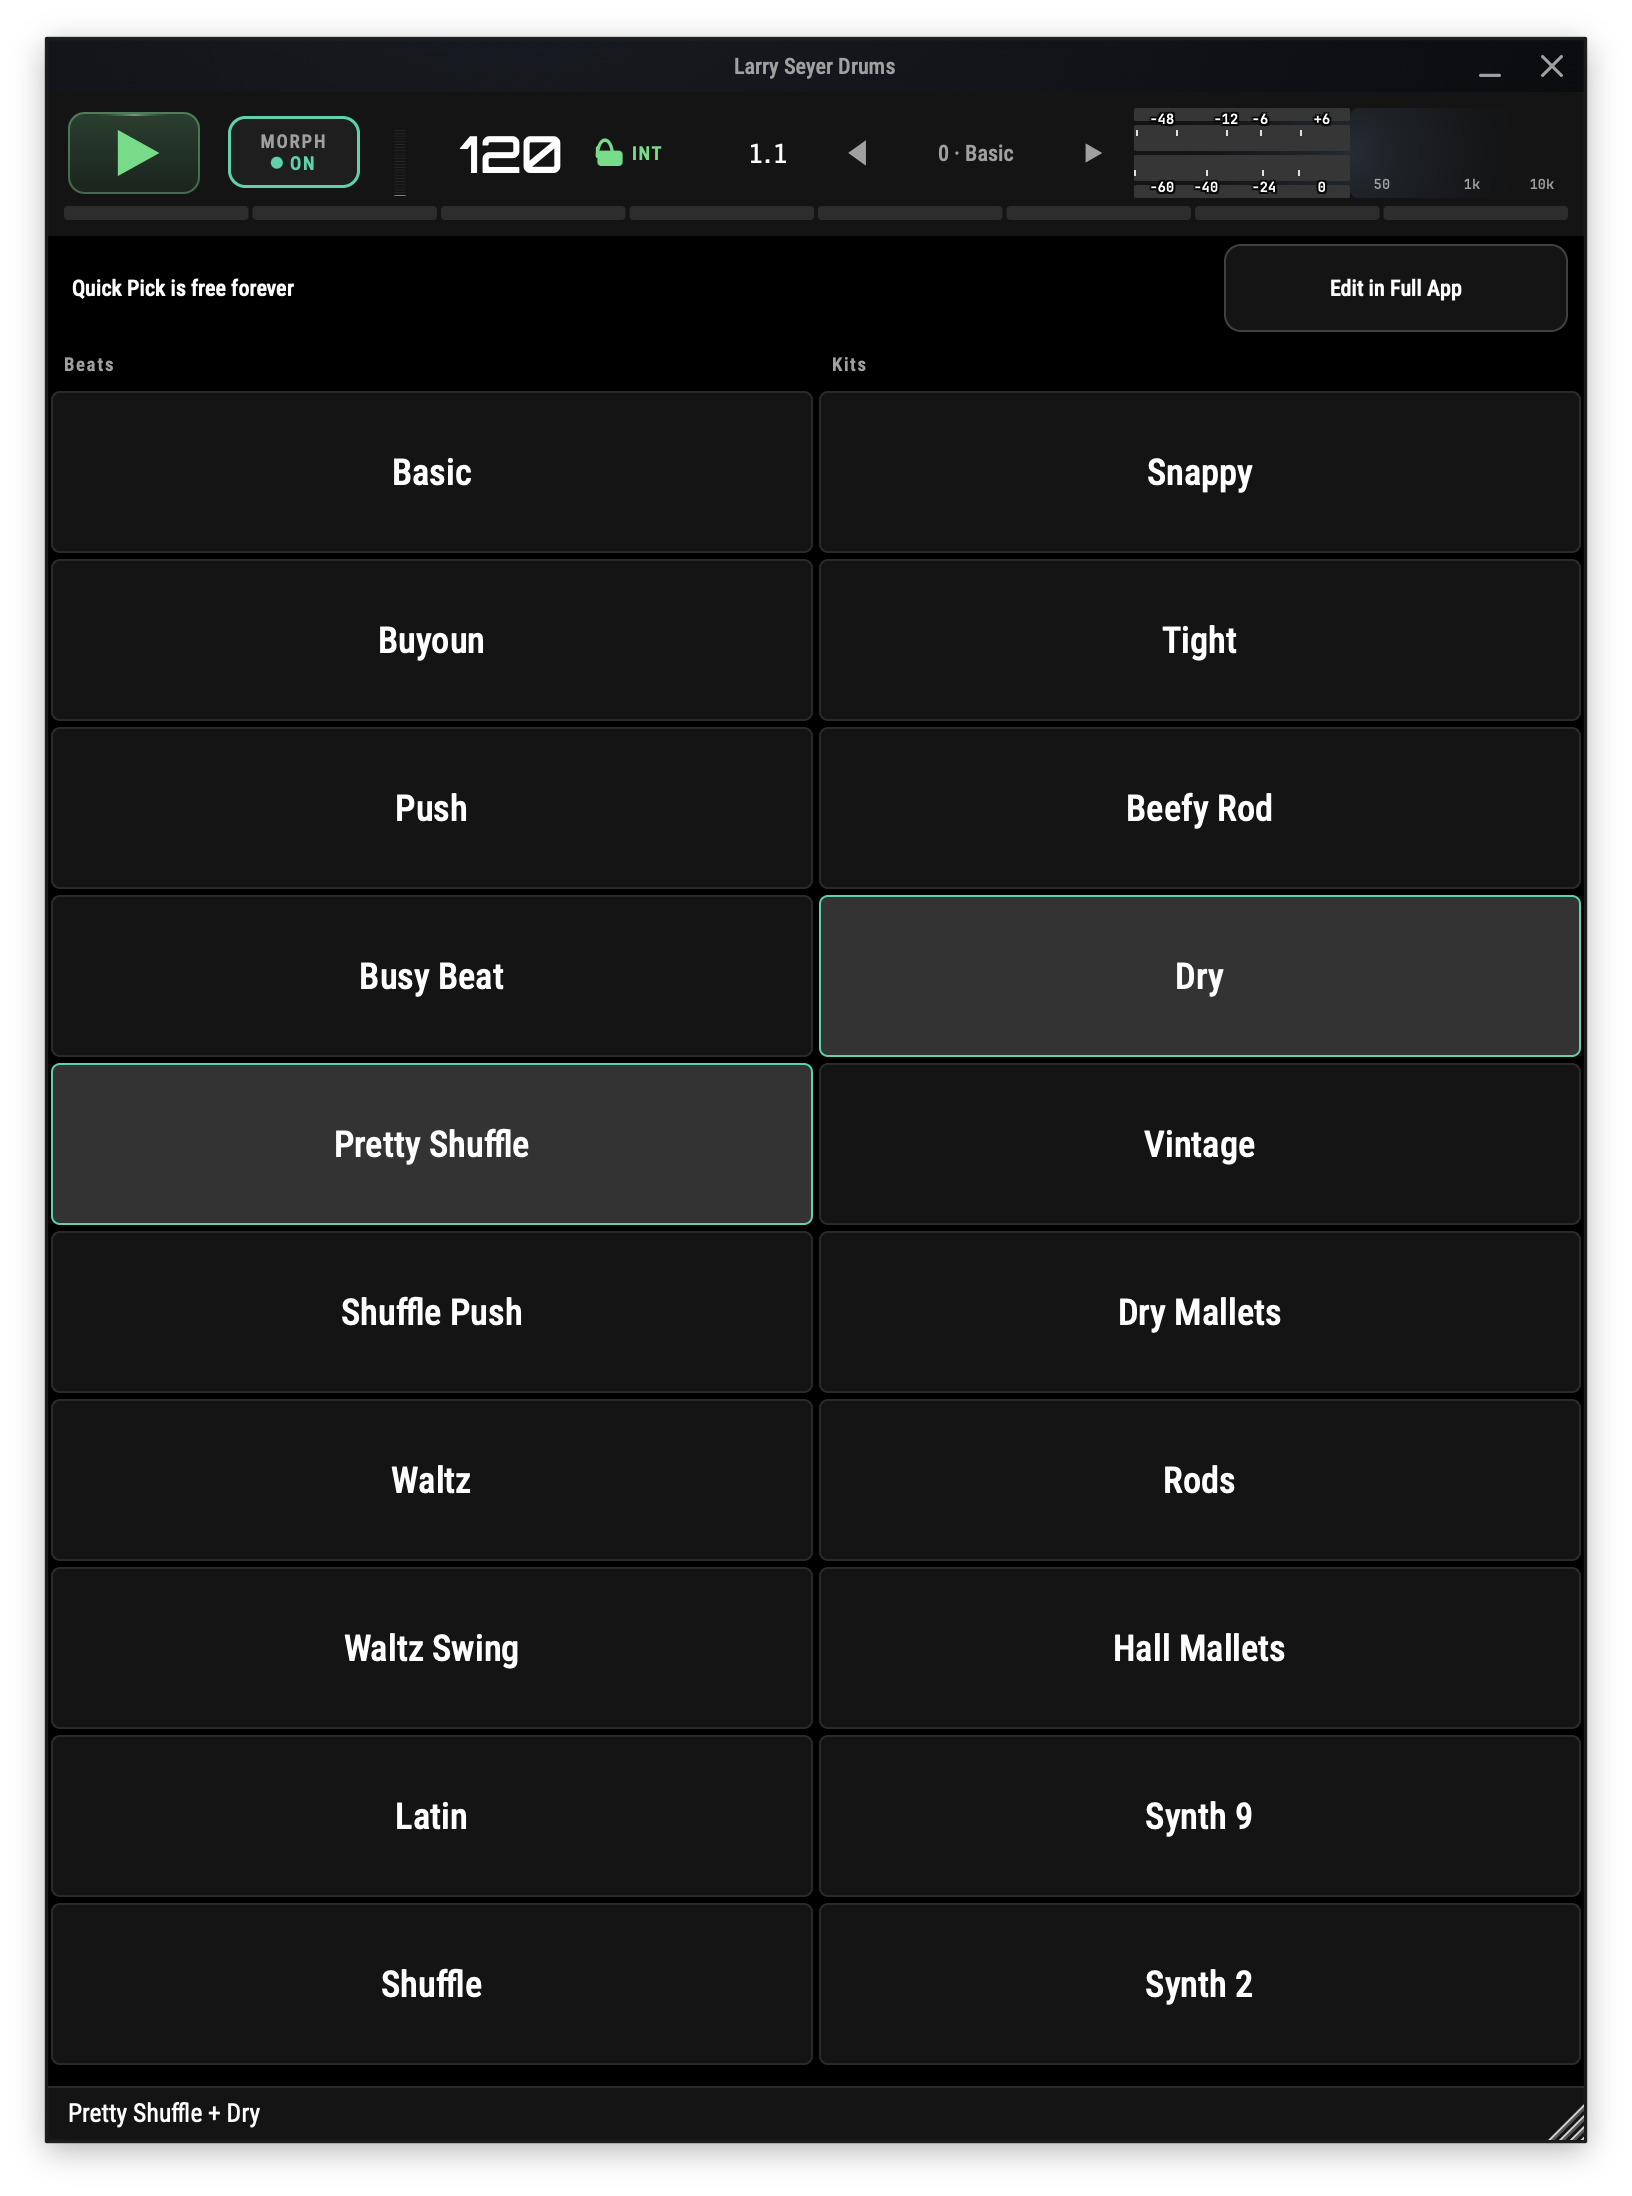 Larry Seyer Drums
MORPH
ON
120
INT
1.1
0 · Basic
-48 -12 -6 +6
-60 -40 -24 0
50 1k 10k
Quick Pick is free forever
Edit in Full App
Beats
Kits
Basic
Snappy
Buyoun
Tight
Push
Beefy Rod
Busy Beat
Dry
Pretty Shuffle
Vintage
Shuffle Push
Dry Mallets
Waltz
Rods
Waltz Swing
Hall Mallets
Latin
Synth 9
Shuffle
Synth 2
Pretty Shuffle + Dry